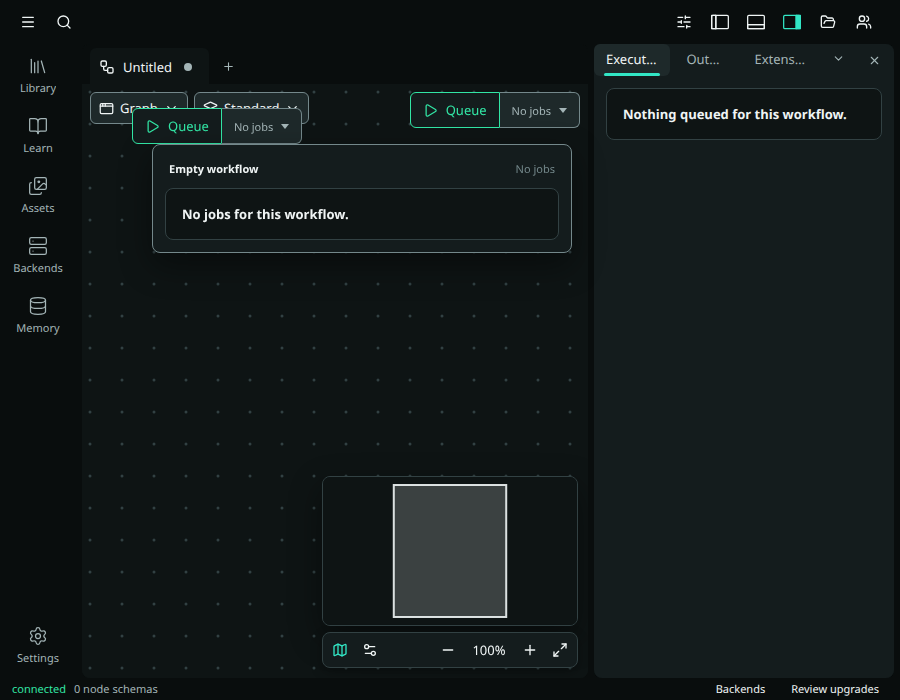 Untitled
Execut...
Out...
Extens...
Library
Learn
Assets
Backends
Memory
Settings
Graph
Standard
Queue
No jobs
Queue
No jobs
Empty workflow
No jobs
No jobs for this workflow.
Nothing queued for this workflow.
100%
connected
0 node schemas
Backends
Review upgrades